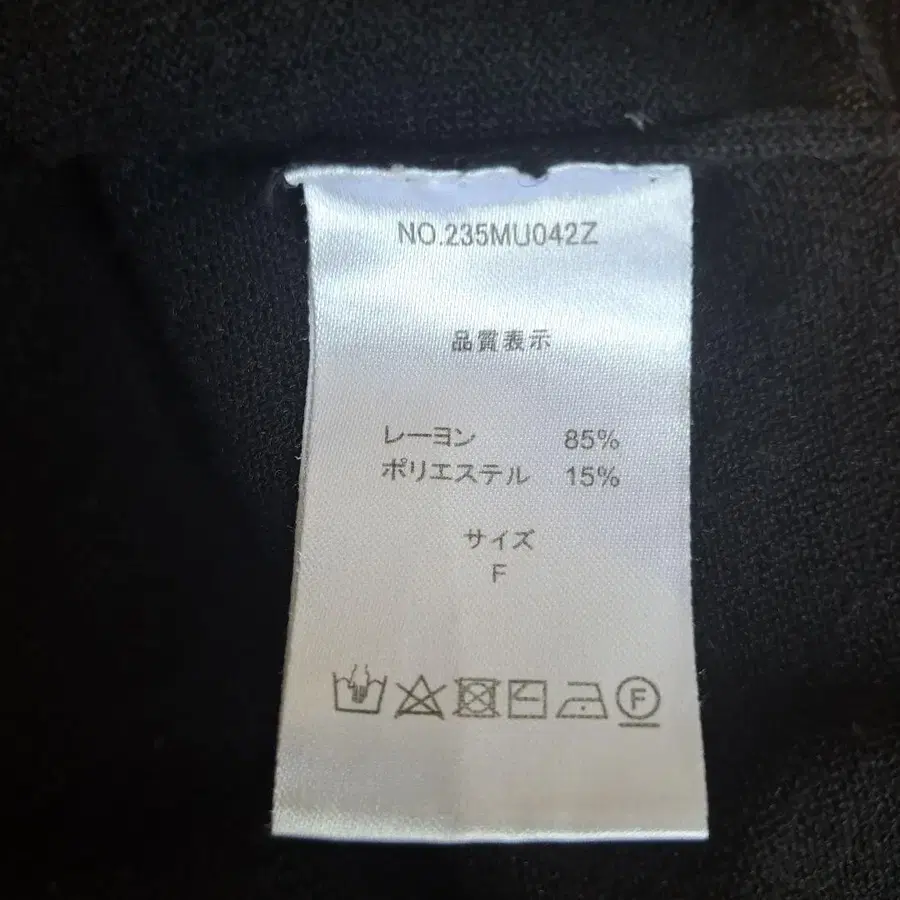 NO.235MU042Z
品質表示
レーヨン 85%
ポリエステル 15%
サイズ
F
F